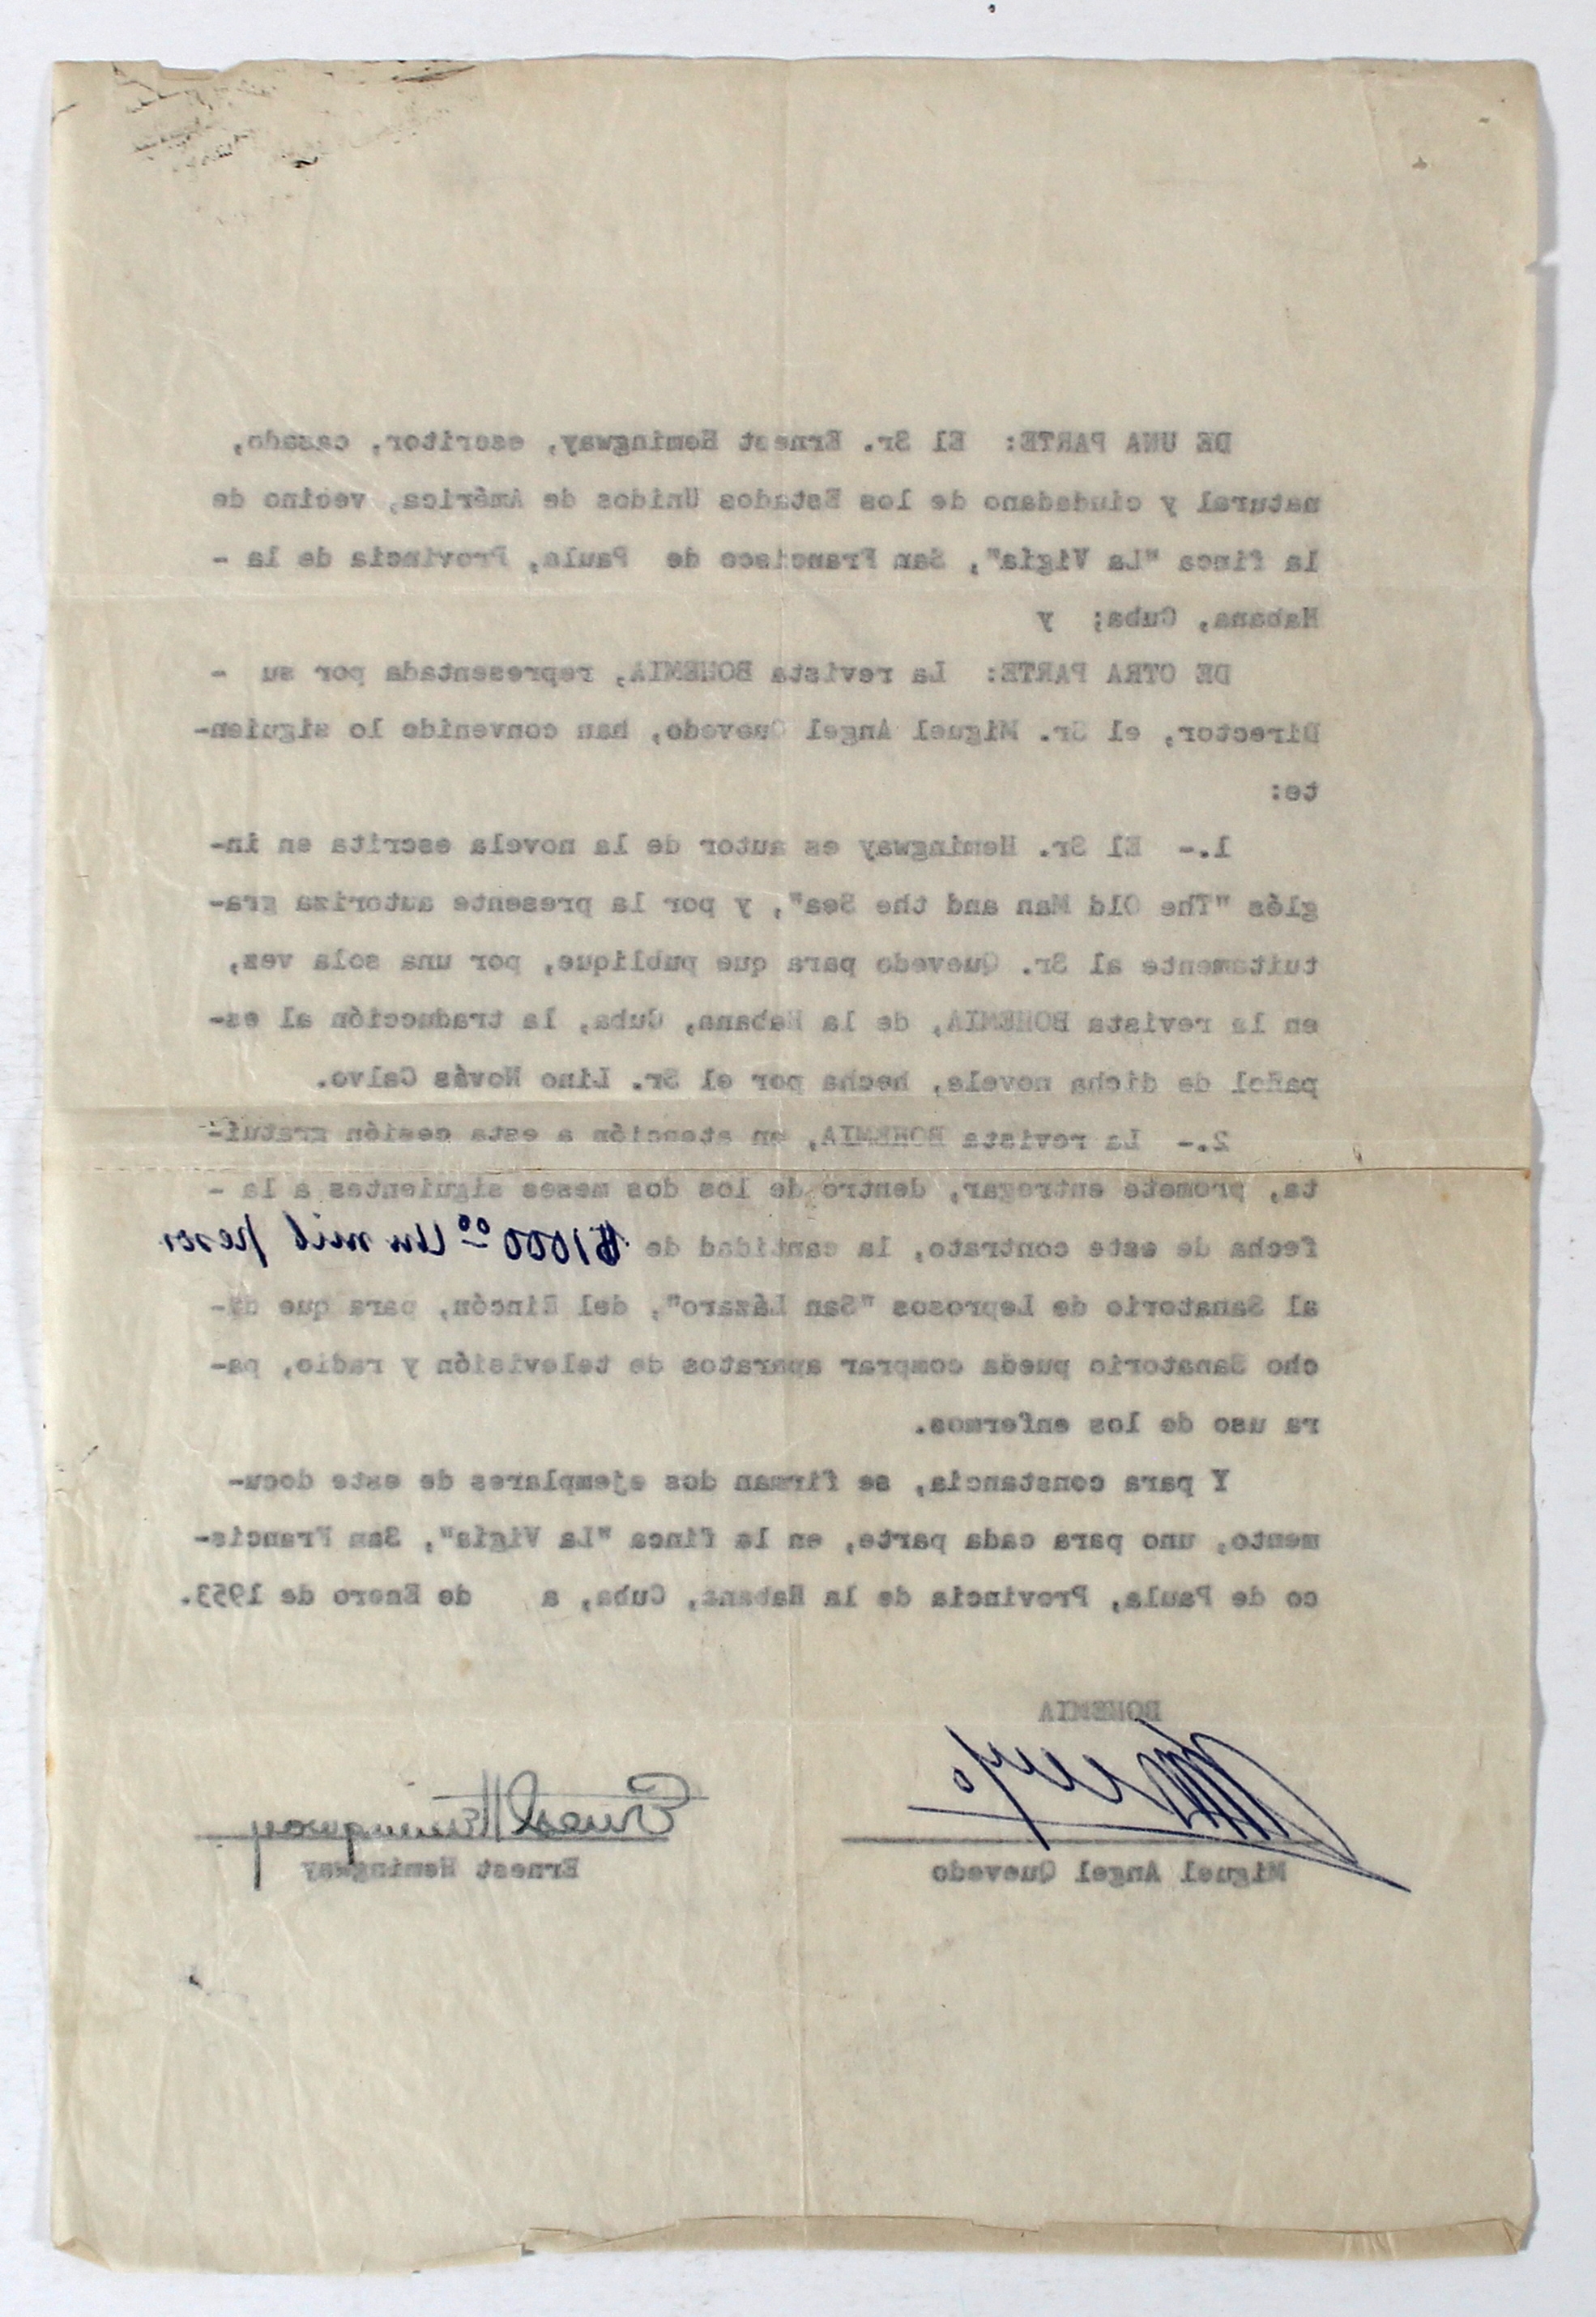 DE UNA PARTE: El Sr. Ernest Hemingway, escritor, casado,
natural y ciudadano de los Estados Unidos de América, vecino de
la finca "La Vigía", San Francisco de Paula, Provincia de la -
Habana, Cuba; y
DE OTRA PARTE: La revista BOHEMIA, representada por su -
Director, el Sr. Miguel Angel Quevedo, han convenido lo siguien-
te:
1.- El Sr. Hemingway es autor de la novela escrita en in-
glés "The Old Man and the Sea", y por la presente autoriza gra-
tuitamente al Sr. Quevedo para que publique, por una sola vez,
en la revista BOHEMIA, de la Habana, Cuba, la traducción al es-
pañol de dicha novela, hecha por el Sr. Lino Novás Calvo.
2.- La revista BOHEMIA, en atención a esta cesión gratuí-
ta, promete entregar, dentro de los dos meses siguientes a la -
fecha de este contrato, la cantidad de $1000.00 Un mil pesos
al Sanatorio de Leprosos "San Lázaro", del Rincón, para que di-
cho Sanatorio pueda comprar aparatos de televisión y radio, pa-
ra uso de los enfermos.
Y para constancia, se firman dos ejemplares de este docu-
mento, uno para cada parte, en la finca "La Vigía", San Francis-
co de Paula, Provincia de la Habana, Cuba, a de Enero de 1953.
BOHEMIA
Ernest Hemingway
Miguel Angel Quevedo Ernest Hemingway